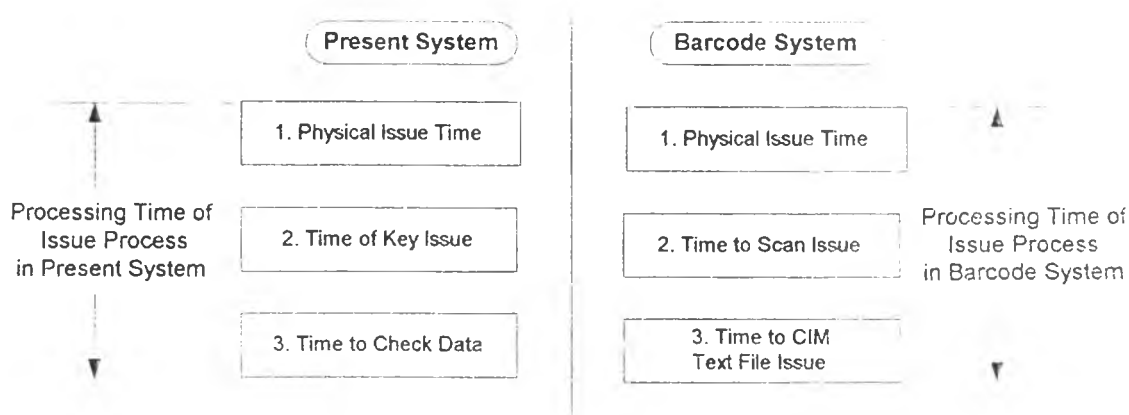 Present System
Barcode System
1. Physical Issue Time
1. Physical Issue Time
Processing Time of
Issue Process
in Present System
2. Time of Key Issue
2. Time to Scan Issue
Processing Time of
Issue Process
in Barcode System
3. Time to Check Data
3. Time to CIM
Text File Issue